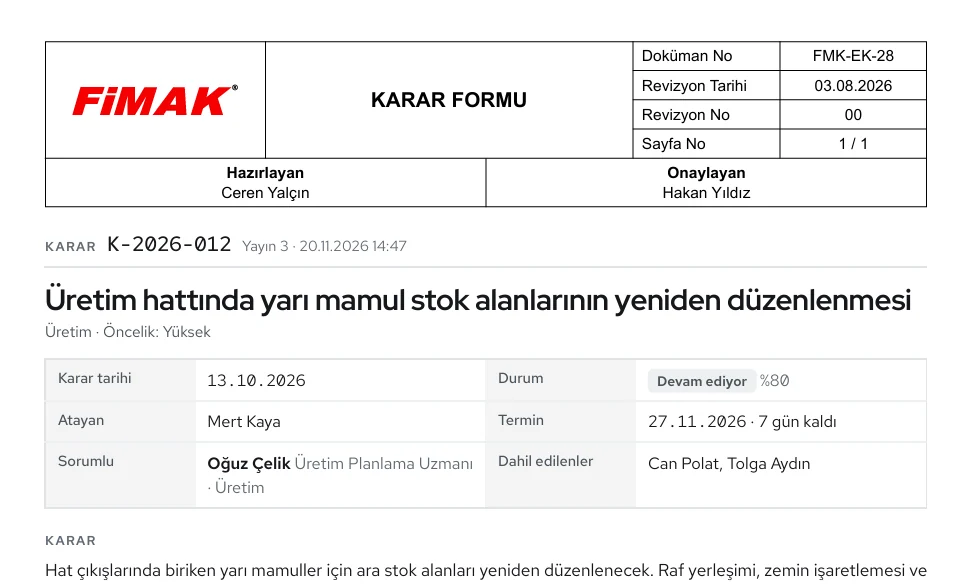 FiMAK®
KARAR FORMU
Doküman No FMK-EK-28
Revizyon Tarihi 03.08.2026
Revizyon No 00
Sayfa No 1 / 1
Hazırlayan
Ceren Yalçın
Onaylayan
Hakan Yıldız
KARAR K-2026-012 Yayın 3 · 20.11.2026 14:47
Üretim hattında yarı mamul stok alanlarının yeniden düzenlenmesi
Üretim · Öncelik: Yüksek
Karar tarihi 13.10.2026 Durum Devam ediyor %80
Atayan Mert Kaya Termin 27.11.2026 · 7 gün kaldı
Sorumlu Oğuz Çelik Üretim Planlama Uzmanı
· Üretim
Dahil edilenler Can Polat, Tolga Aydın
KARAR
Hat çıkışlarında biriken yarı mamuller için ara stok alanları yeniden düzenlenecek. Raf yerleşimi, zemin işaretlemesi ve